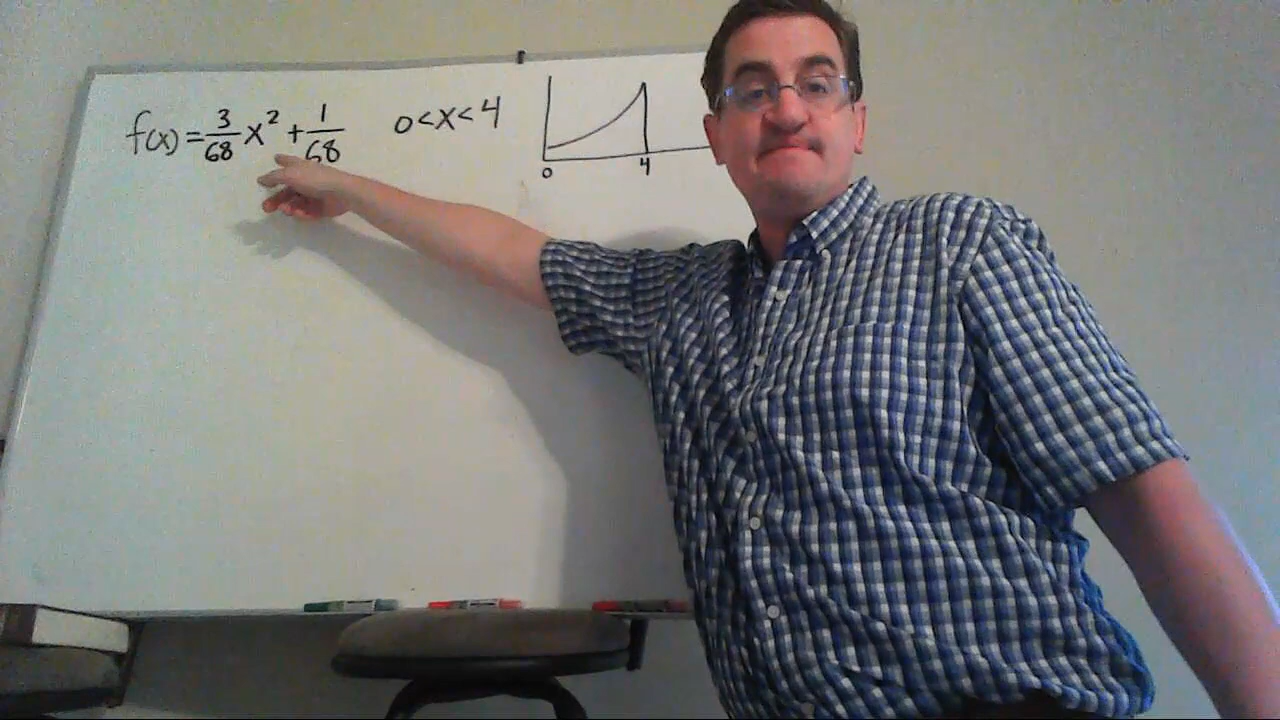 f(x) = 3/68 x² + 1/68 0<x<4
0 4